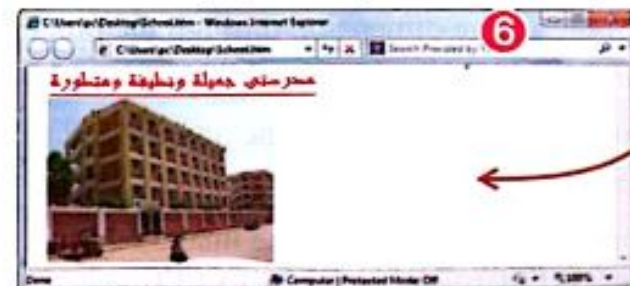 C:\Users\pc\Desktop\School.htm - Windows Internet Explorer
6
C:\Users\pc\Desktop\School.htm
Search Provided by
مدرستى جميلة ونظيفة ومتطورة
Done
Computer | Protected Mode: Off
100%